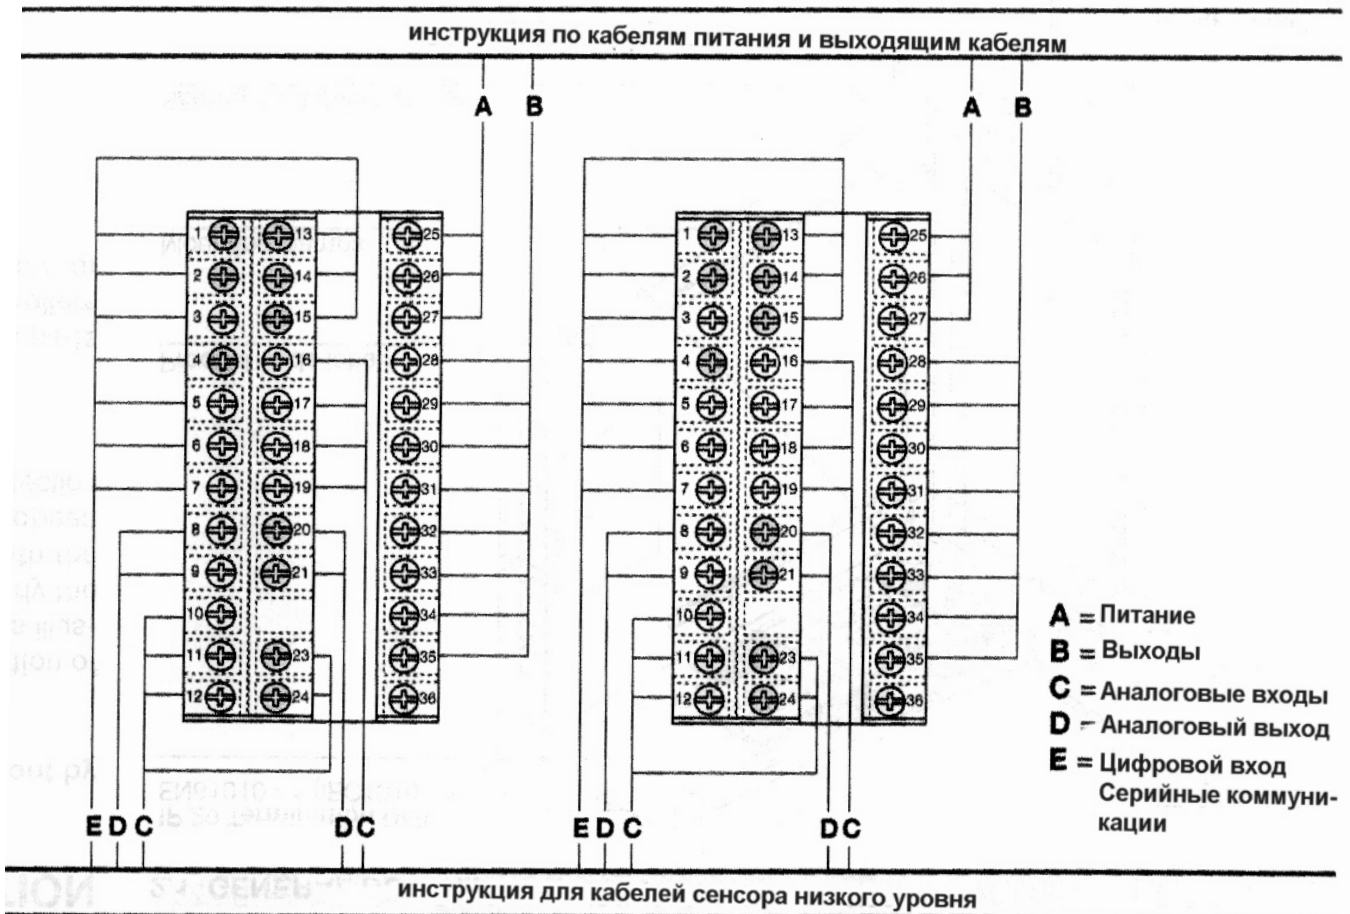 инструкция по кабелям питания и выходящим кабелям
A B A B
1 13 25 1 13 25
2 14 26 2 14 26
3 15 27 3 15 27
4 16 28 4 16 28
5 17 29 5 17 29
6 18 30 6 18 30
7 19 31 7 19 31
8 20 32 8 20 32
9 21 33 9 21 33
10 34 10 34
11 23 35 11 23 35
12 24 36 12 24 36
A = Питание
B = Выходы
C = Аналоговые входы
D = Аналоговый выход
E = Цифровой вход
Серийные коммуни-
кации
E D C D C E D C D C
инструкция для кабелей сенсора низкого уровня